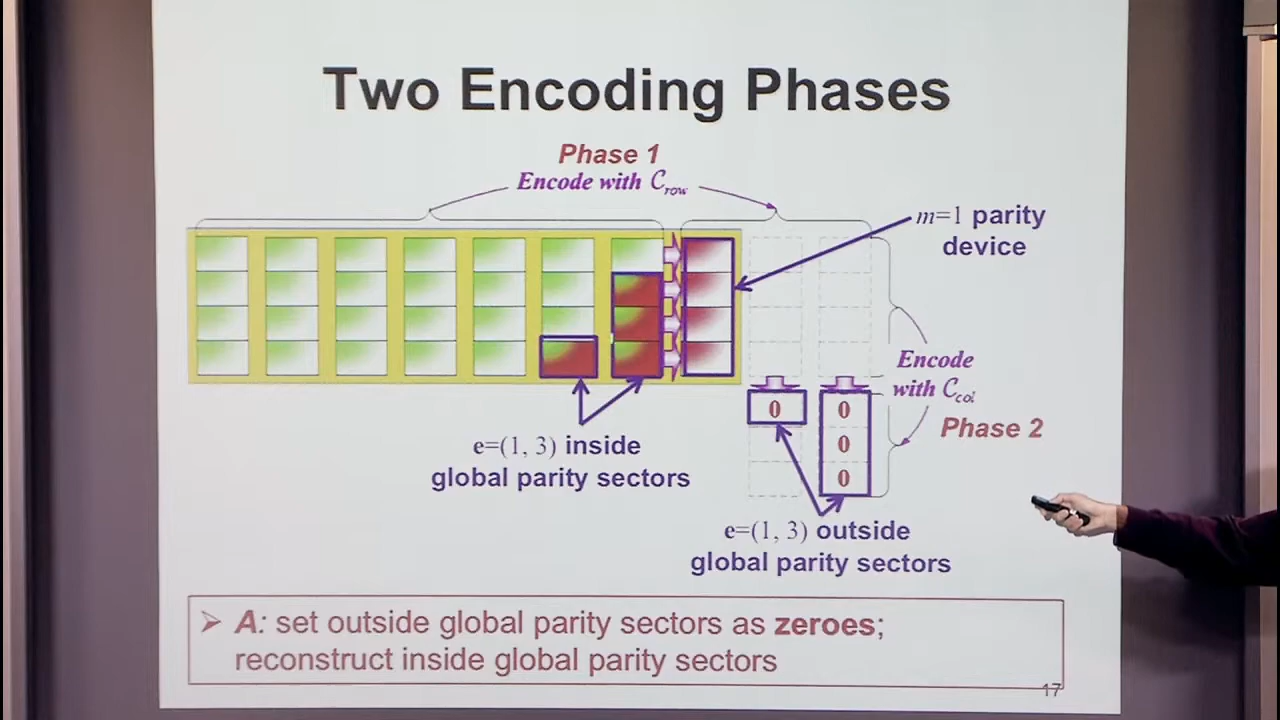 Two Encoding Phases
Phase 1
Encode with Crow
m=1 parity
device
Encode
with Ccol
Phase 2
0
0
0
0
e=(1, 3) inside
global parity sectors
e=(1, 3) outside
global parity sectors
➢ A: set outside global parity sectors as zeroes;
reconstruct inside global parity sectors
17